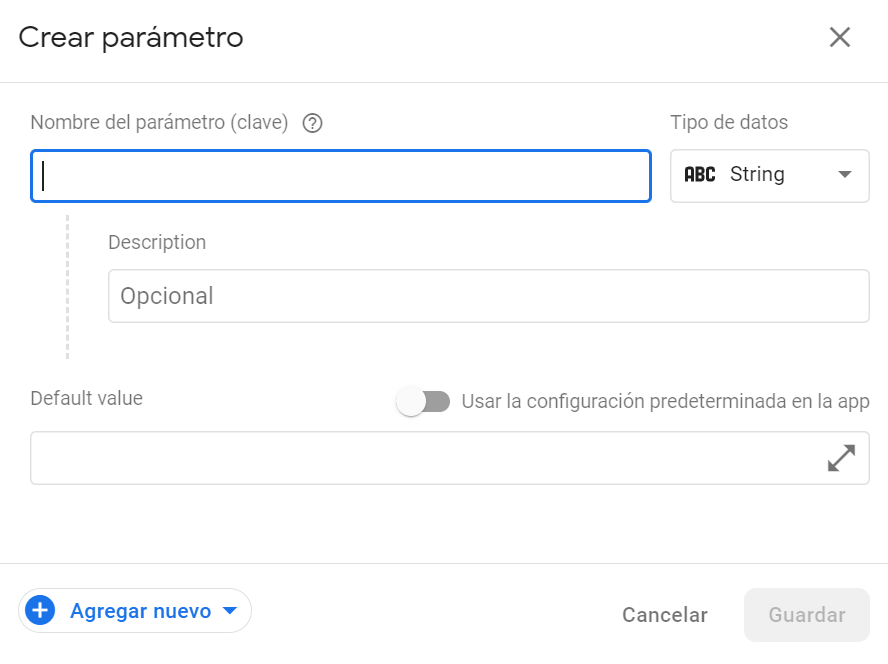 Crear parámetro
Nombre del parámetro (clave) ?
Tipo de datos
ABC String
Description
Opcional
Default value
Usar la configuración predeterminada en la app
Agregar nuevo
Cancelar
Guardar